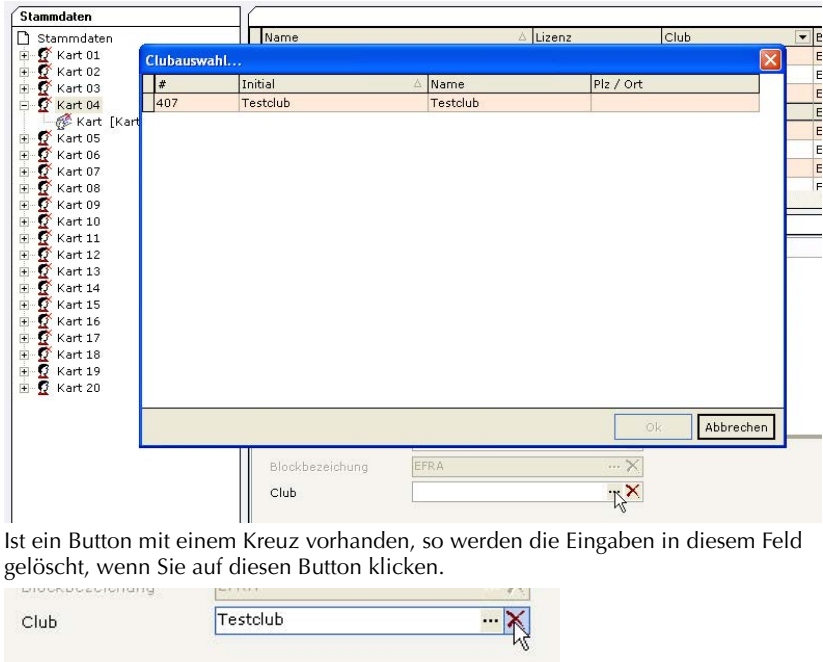 Stammdaten
Stammdaten
Kart 01
Kart 02
Kart 03
Kart 04
Kart [Kart
Kart 05
Kart 06
Kart 07
Kart 08
Kart 09
Kart 10
Kart 11
Kart 12
Kart 13
Kart 14
Kart 15
Kart 16
Kart 17
Kart 18
Kart 19
Kart 20
Name Lizenz Club
Clubauswahl...
# Initial Name Plz / Ort
407 Testclub Testclub
Ok Abbrechen
Blockbezeichung EFRA ...
Club ...
Ist ein Button mit einem Kreuz vorhanden, so werden die Eingaben in diesem Feld
gelöscht, wenn Sie auf diesen Button klicken.
Club Testclub ...